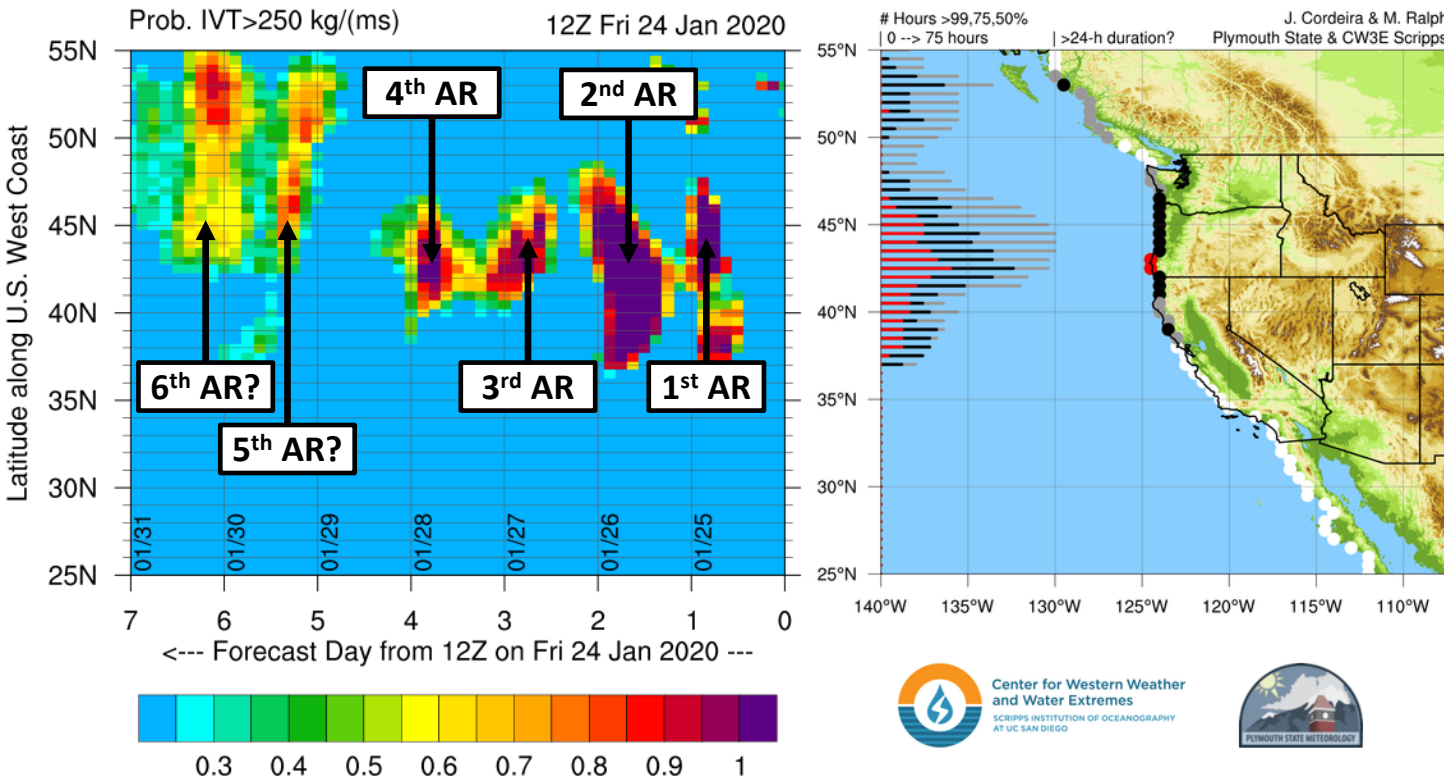 Prob. IVT>250 kg/(ms)
12Z Fri 24 Jan 2020
Latitude along U.S. West Coast
55N
50N
45N
40N
35N
30N
25N
4th AR
2nd AR
6th AR?
3rd AR
1st AR
5th AR?
01/31
01/30
01/29
01/28
01/27
01/26
01/25
7 6 5 4 3 2 1 0
<--- Forecast Day from 12Z on Fri 24 Jan 2020 ---
0.3 0.4 0.5 0.6 0.7 0.8 0.9 1
# Hours >99,75,50%
J. Cordeira & M. Ralph
| 0 --> 75 hours
| >24-h duration?
Plymouth State & CW3E Scripps
55°N
50°N
45°N
40°N
35°N
30°N
25°N
140°W 135°W 130°W 125°W 120°W 115°W 110°W
Center for Western Weather
and Water Extremes
SCRIPPS INSTITUTION OF OCEANOGRAPHY
AT UC SAN DIEGO
PLYMOUTH STATE METEOROLOGY